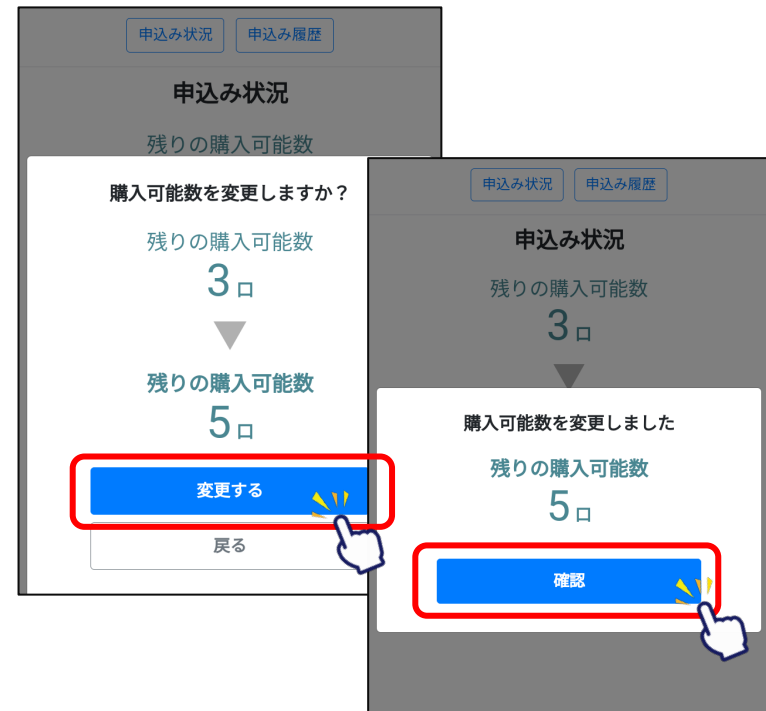 申込み状況 申込み履歴
申込み状況
残りの購入可能数
購入可能数を変更しますか？
残りの購入可能数
3 口
残りの購入可能数
5 口
変更する
戻る
申込み状況 申込み履歴
申込み状況
残りの購入可能数
3 口
購入可能数を変更しました
残りの購入可能数
5 口
確認